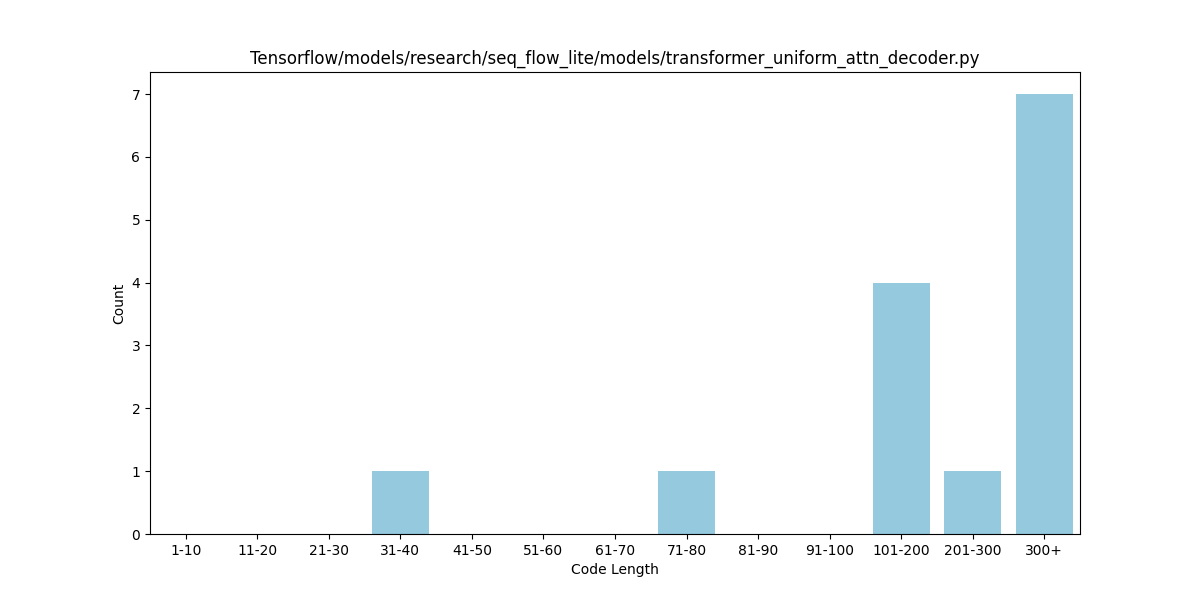 Tensorflow/models/research/seq_flow_lite/models/transformer_uniform_attn_decoder.py
7
6
5
4
3
2
1
0
Count
1-10 11-20 21-30 31-40 41-50 51-60 61-70 71-80 81-90 91-100 101-200 201-300 300+
Code Length